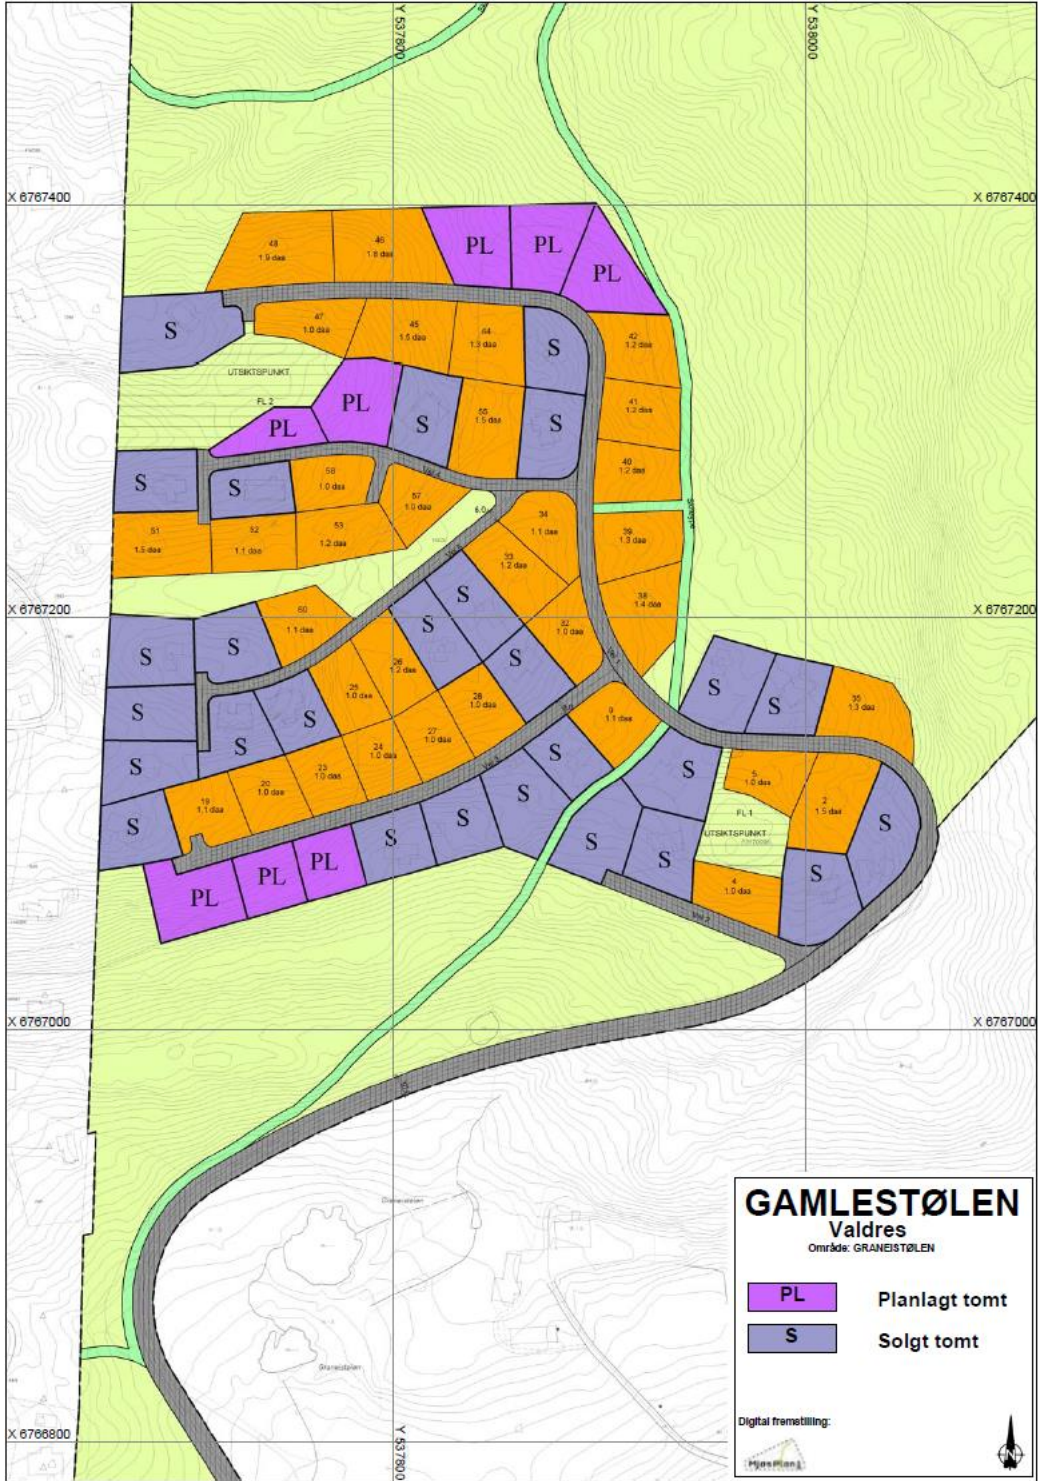 Y 537800
Y 538000
X 6767400
X 6767400
48
1.9 daa
46
1.8 daa
PL
PL
PL
S
47
1.0 daa
45
1.5 daa
44
1.3 daa
S
42
1.2 daa
UTSIKTSPUNKT
FL 2
PL
PL
S
55
1.5 daa
S
41
1.2 daa
40
1.2 daa
S
S
58
1.0 daa
57
1.0 daa
6.0
34
1.1 daa
39
1.3 daa
51
1.5 daa
52
1.1 daa
53
1.2 daa
33
1.2 daa
38
1.4 daa
X 6767200
X 6767200
60
1.1 daa
S
S
S
S
32
1.0 daa
S
26
1.2 daa
25
1.0 daa
28
1.0 daa
S
S
35
1.3 daa
S
S
S
27
1.0 daa
24
1.0 daa
9
1.1 daa
S
S
S
5
1.0 daa
23
1.0 daa
20
1.0 daa
19
1.1 daa
S
S
S
S
2
1.5 daa
S
FL 1
UTSIKTSPUNKT
S
S
S
4
1.0 daa
S
PL
PL
PL
Vei 2
X 6767000
X 6767000
Graneistølen
X 6766800
Y 537800
GAMLESTØLEN
Valdres
Område: GRANEISTØLEN
PL Planlagt tomt
S Solgt tomt
Digital fremstilling:
MjøsPlan
N